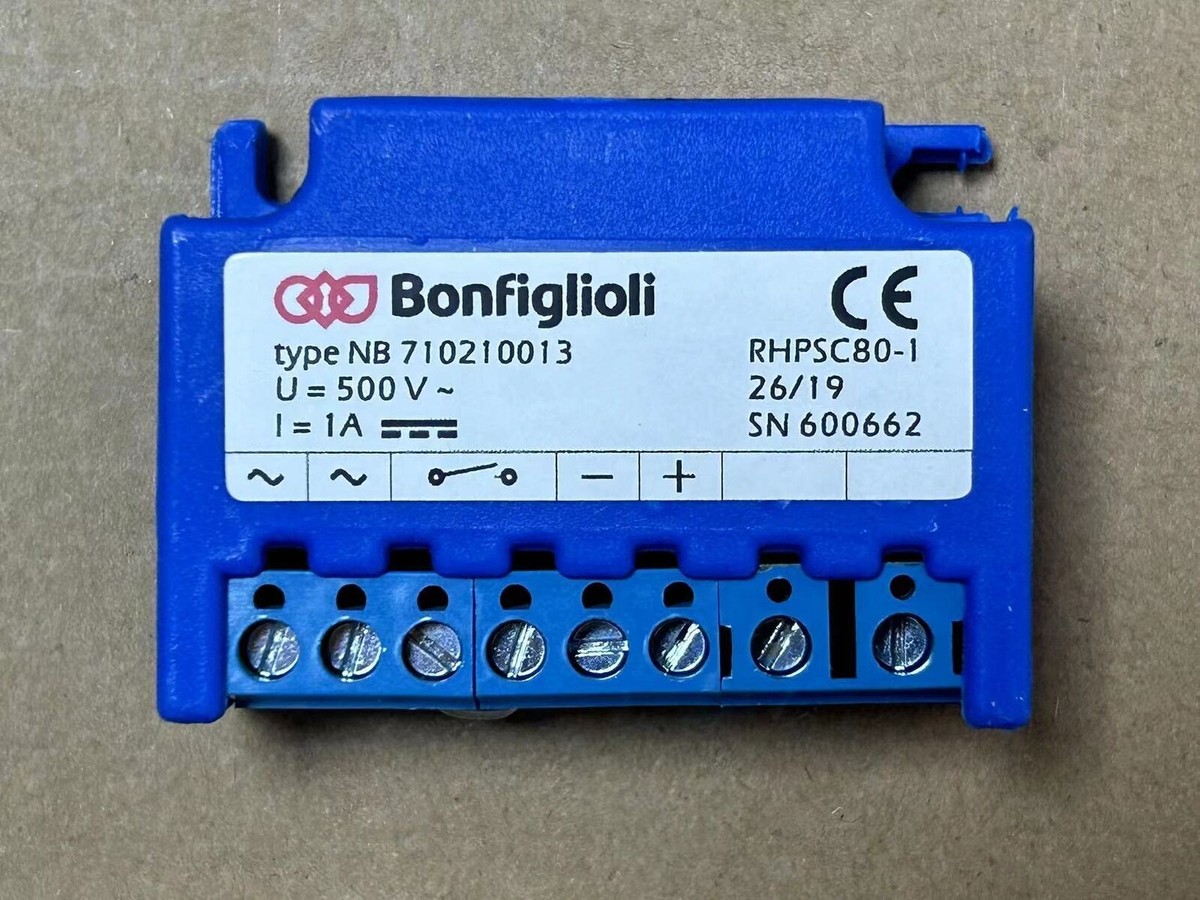 Bonfiglioli CE
type NB 710210013 RHPSC80-1
U = 500 V ~ 26/19
I = 1A SN 600662
~ ~ − +